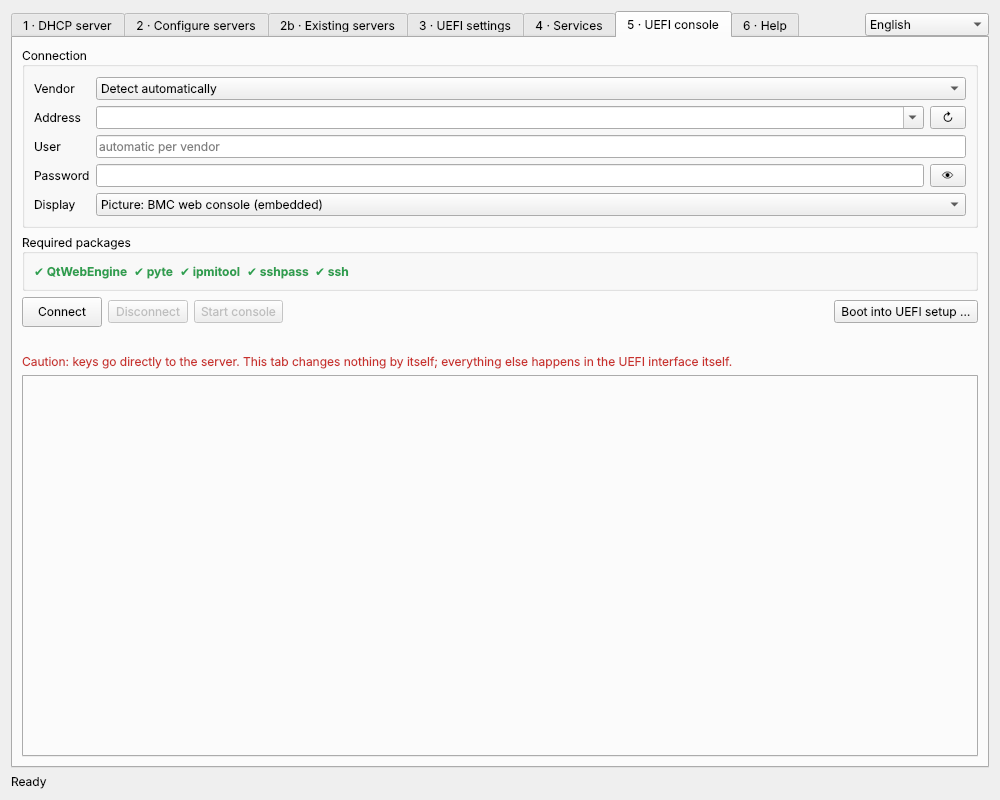 1 · DHCP server 2 · Configure servers 2b · Existing servers 3 · UEFI settings 4 · Services 5 · UEFI console 6 · Help English
Connection
Vendor Detect automatically
Address
User automatic per vendor
Password
Display Picture: BMC web console (embedded)
Required packages
✔ QtWebEngine ✔ pyte ✔ ipmitool ✔ sshpass ✔ ssh
Connect Disconnect Start console Boot into UEFI setup ...
Caution: keys go directly to the server. This tab changes nothing by itself; everything else happens in the UEFI interface itself.
Ready